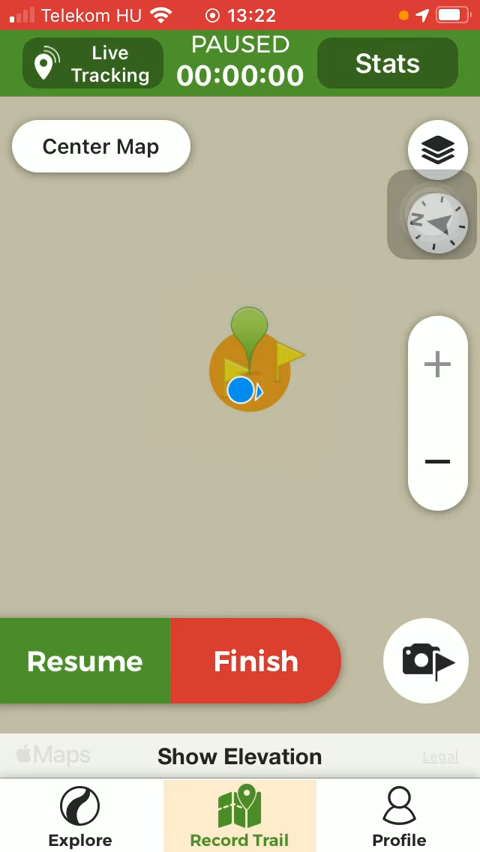 Telekom HU
13:22
Live
Tracking
PAUSED
00:00:00
Stats
Center Map
N
Resume
Finish
Maps
Show Elevation
Legal
Explore
Record Trail
Profile